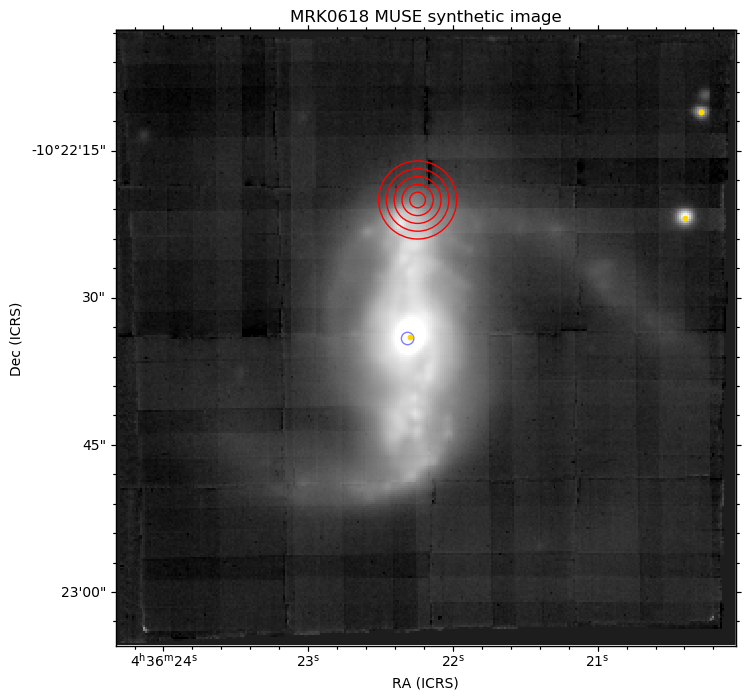 MRK0618 MUSE synthetic image
Dec (ICRS)
-10°22'15"
30"
45"
23'00"
4ʰ36ᵐ24ˢ 23ˢ 22ˢ 21ˢ
RA (ICRS)